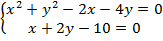 x² + y² − 2x − 4y = 0
x + 2y − 10 = 0